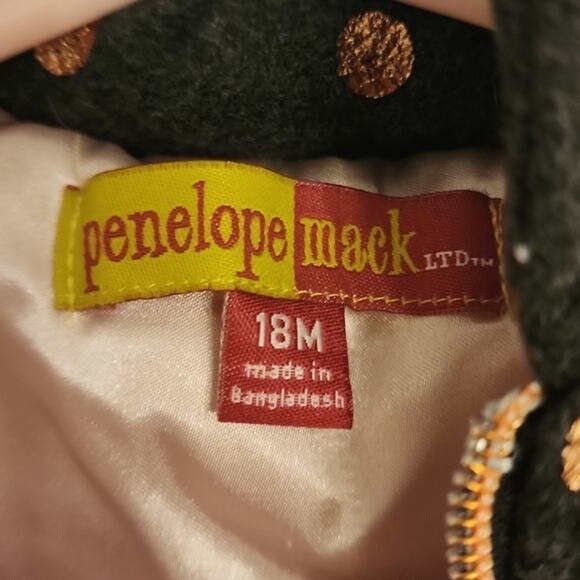 penelope mack LTD™
18M
made in
Bangladesh